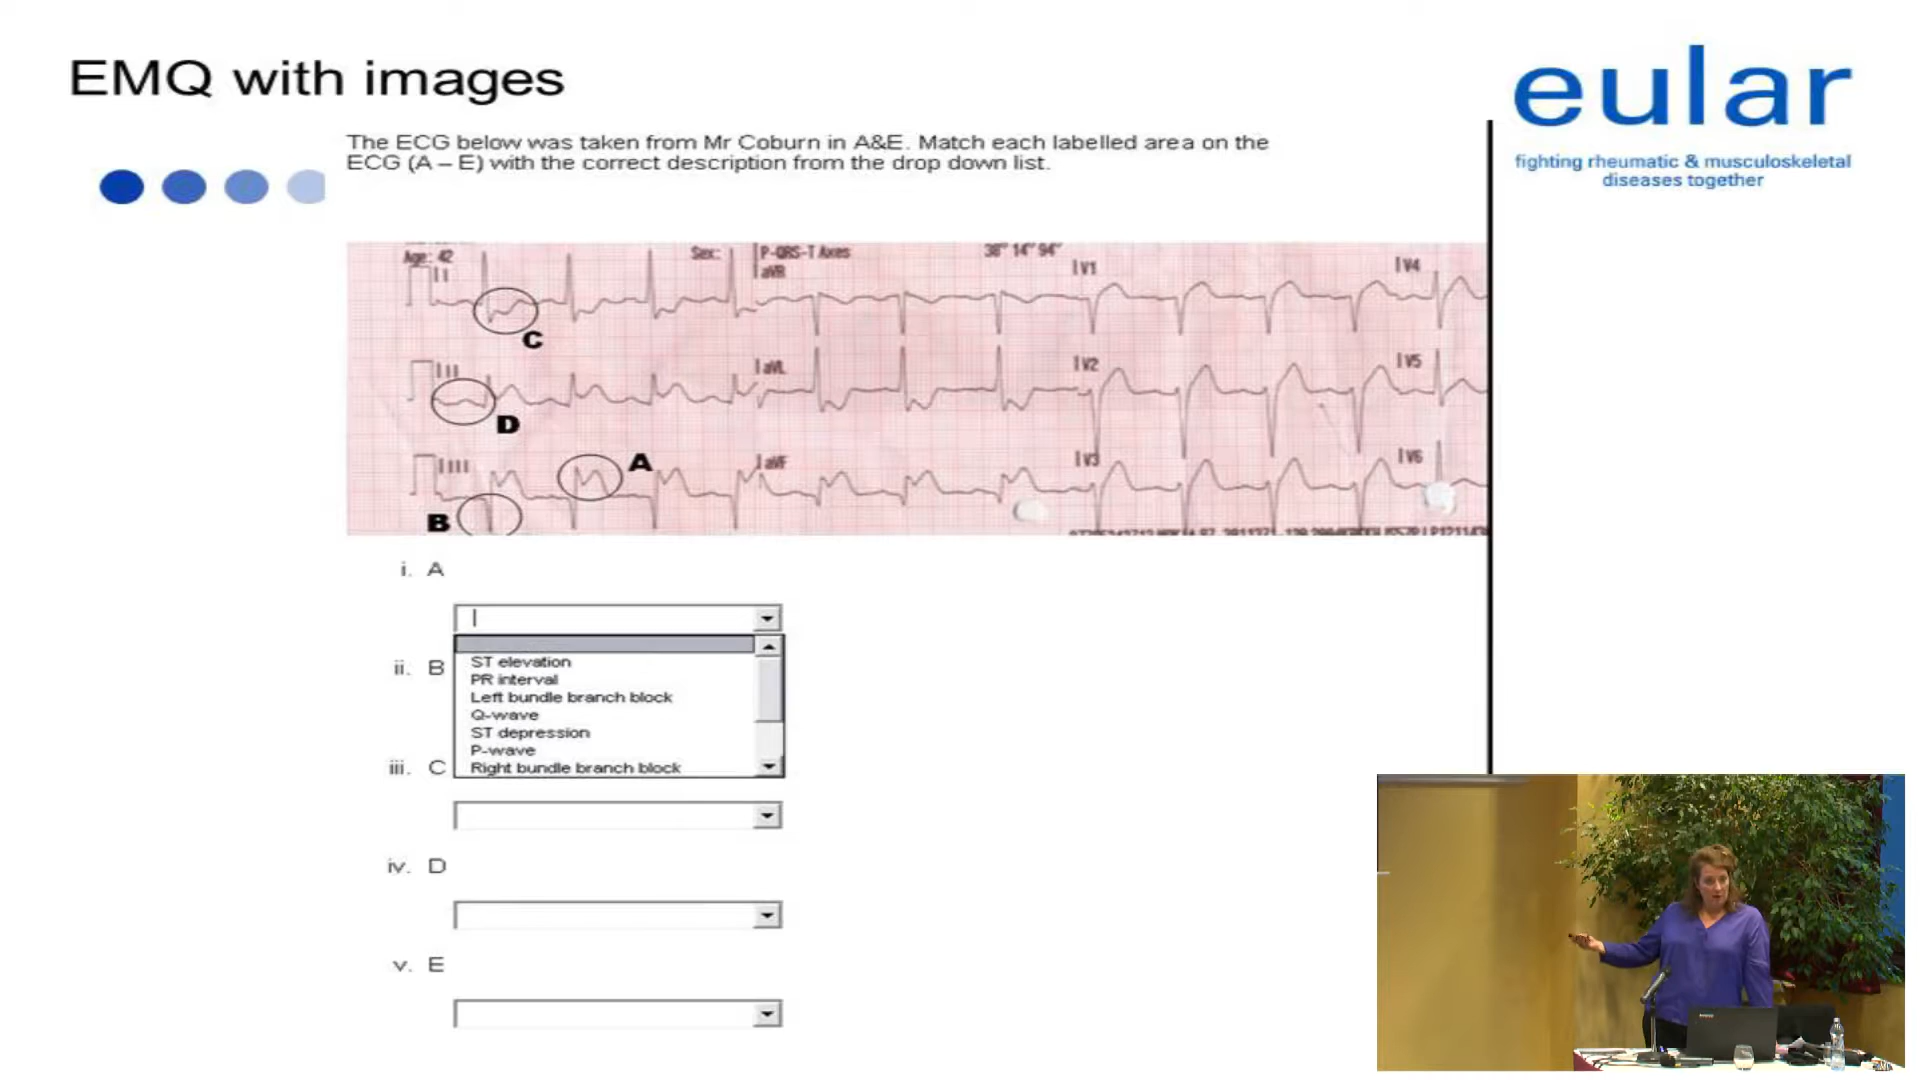 EMQ with images
eular
fighting rheumatic & musculoskeletal
diseases together
The ECG below was taken from Mr Coburn in A&E. Match each labelled area on the
ECG (A – E) with the correct description from the drop down list.
Age: 42
Sex:
P-QRS-T Axes
38° 14° 94°
I I
aVR
V1
V4
C
I I I
aVL
V2
V5
D
I I I I
A
aVF
V3
V6
B
i. A
ST elevation
PR interval
ii. B
Left bundle branch block
Q-wave
ST depression
P-wave
iii. C
Right bundle branch block
iv. D
v. E